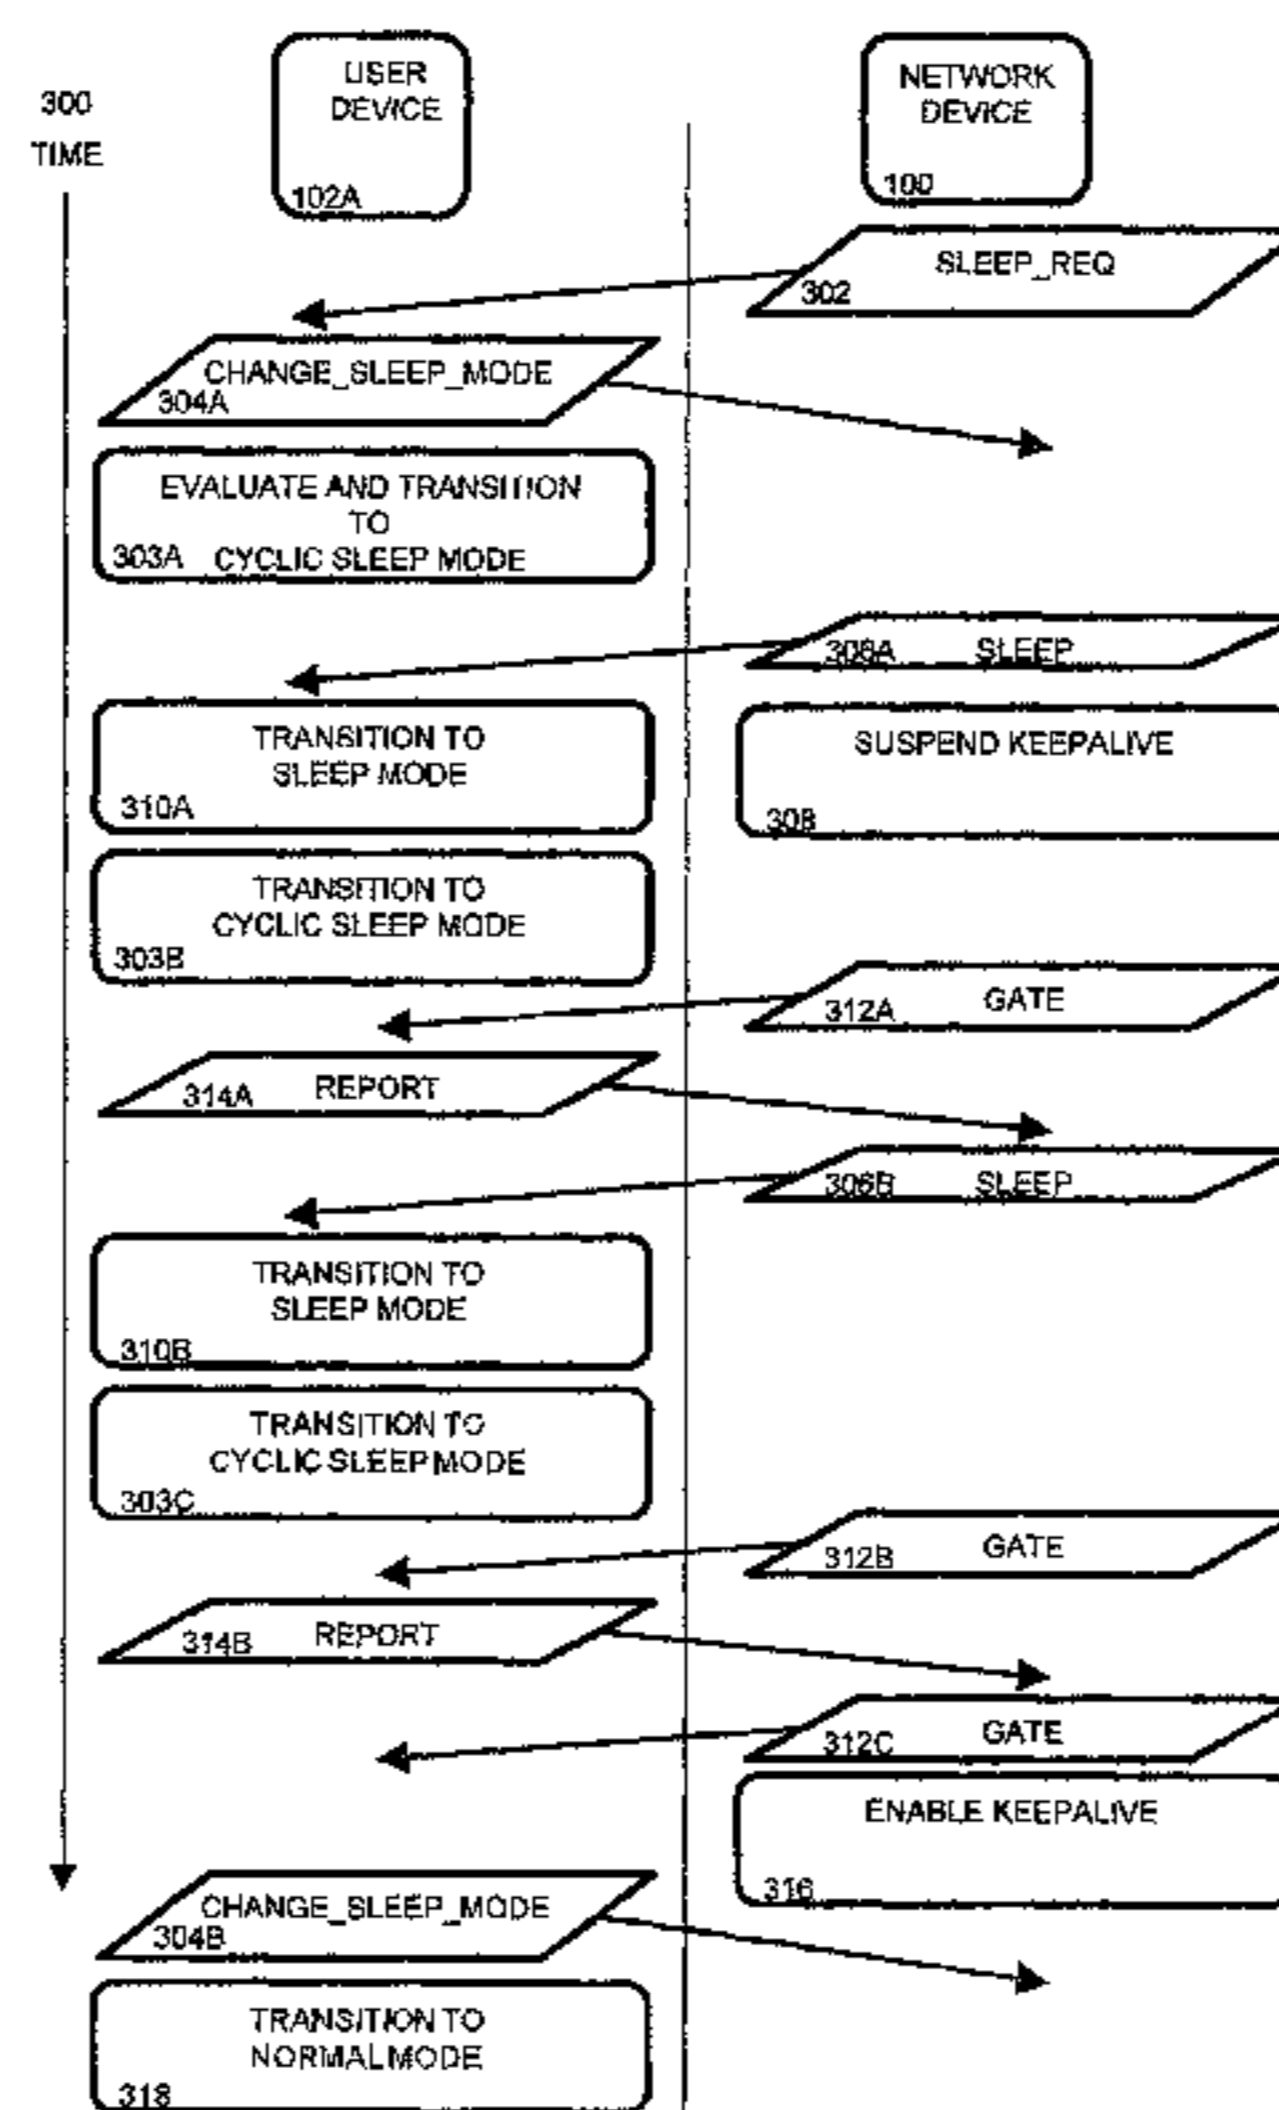 USER
DEVICE
102A
NETWORK
DEVICE
100
300
TIME
SLEEP_REQ
302
CHANGE_SLEEP_MODE
304A
EVALUATE AND TRANSITION
TO
303A CYCLIC SLEEP MODE
306A SLEEP
TRANSITION TO
SLEEP MODE
310A
SUSPEND KEEPALIVE
308
TRANSITION TO
CYCLIC SLEEP MODE
303B
312A GATE
314A REPORT
306B SLEEP
TRANSITION TO
SLEEP MODE
310B
TRANSITION TO
CYCLIC SLEEP MODE
303C
312B GATE
314B REPORT
312C GATE
ENABLE KEEPALIVE
316
CHANGE_SLEEP_MODE
304B
TRANSITION TO
NORMAL MODE
318